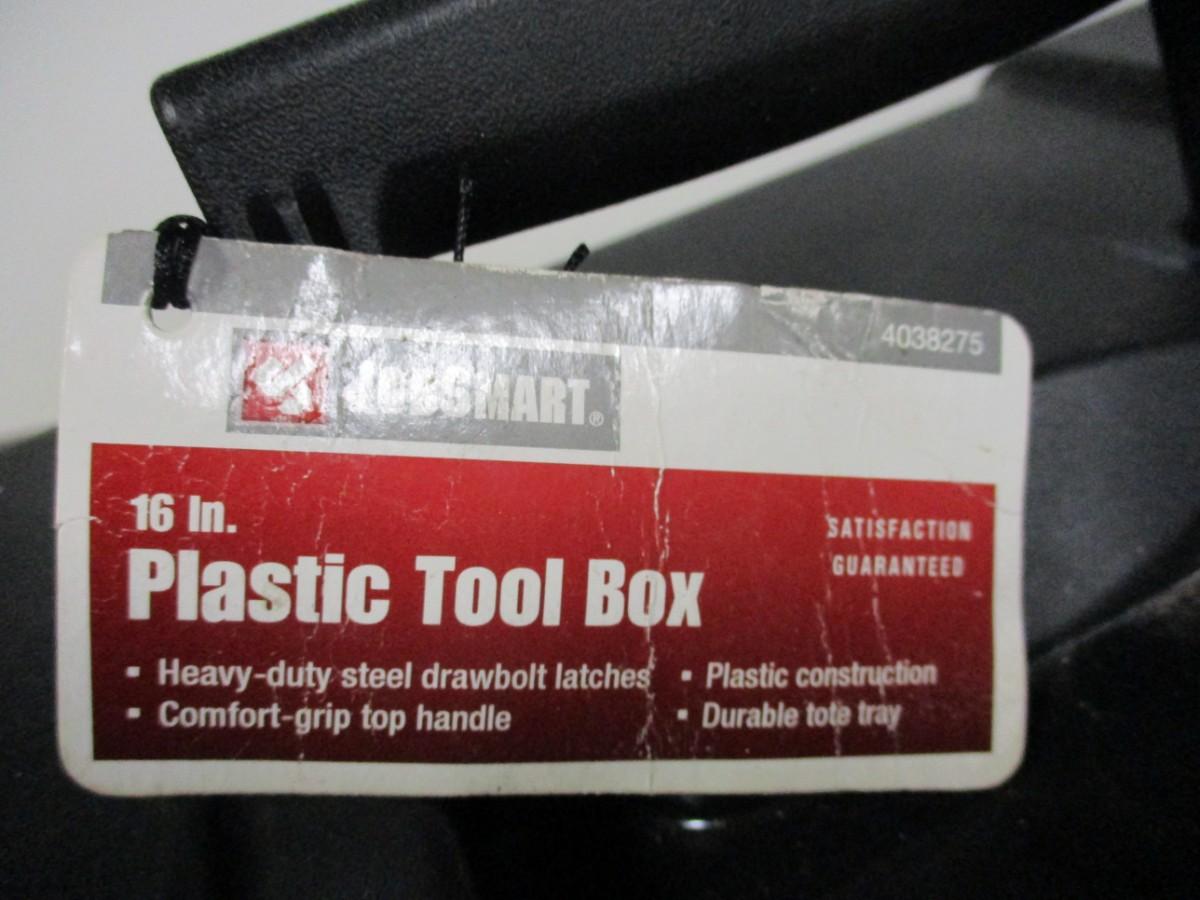 4038275
JOBSMART®
16 In.
Plastic Tool Box
SATISFACTION
GUARANTEED
▪ Heavy-duty steel drawbolt latches
▪ Comfort-grip top handle
▪ Plastic construction
▪ Durable tote tray